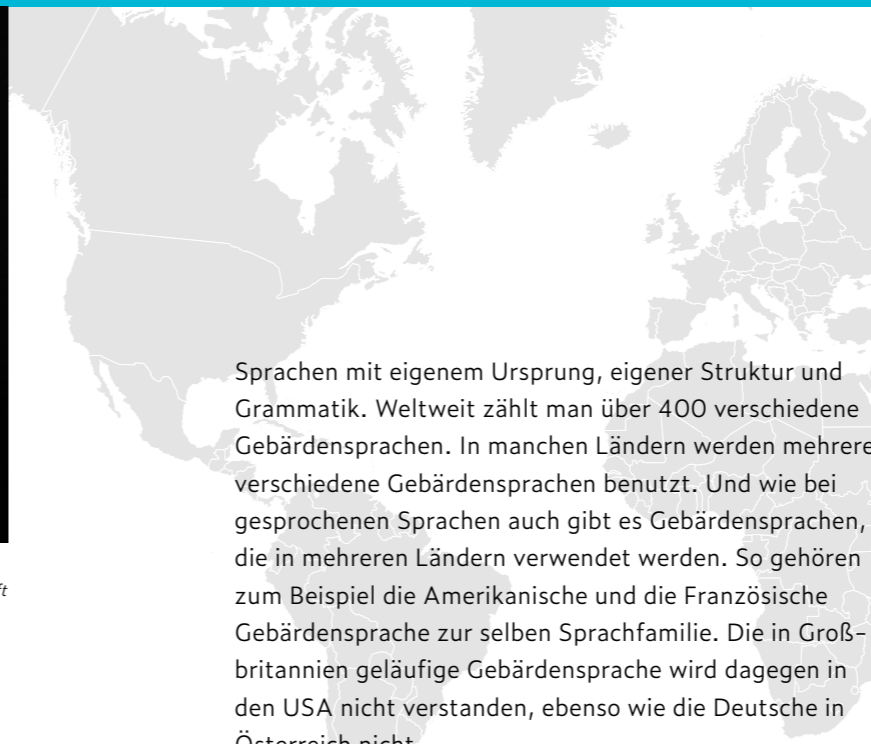 Sprachen mit eigenem Ursprung, eigener Struktur und
Grammatik. Weltweit zählt man über 400 verschiedene
Gebärdensprachen. In manchen Ländern werden mehrere
verschiedene Gebärdensprachen benutzt. Und wie bei
gesprochenen Sprachen auch gibt es Gebärdensprachen,
die in mehreren Ländern verwendet werden. So gehören
zum Beispiel die Amerikanische und die Französische
Gebärdensprache zur selben Sprachfamilie. Die in Groß-
britannien geläufige Gebärdensprache wird dagegen in
den USA nicht verstanden, ebenso wie die Deutsche in
Österreich nicht